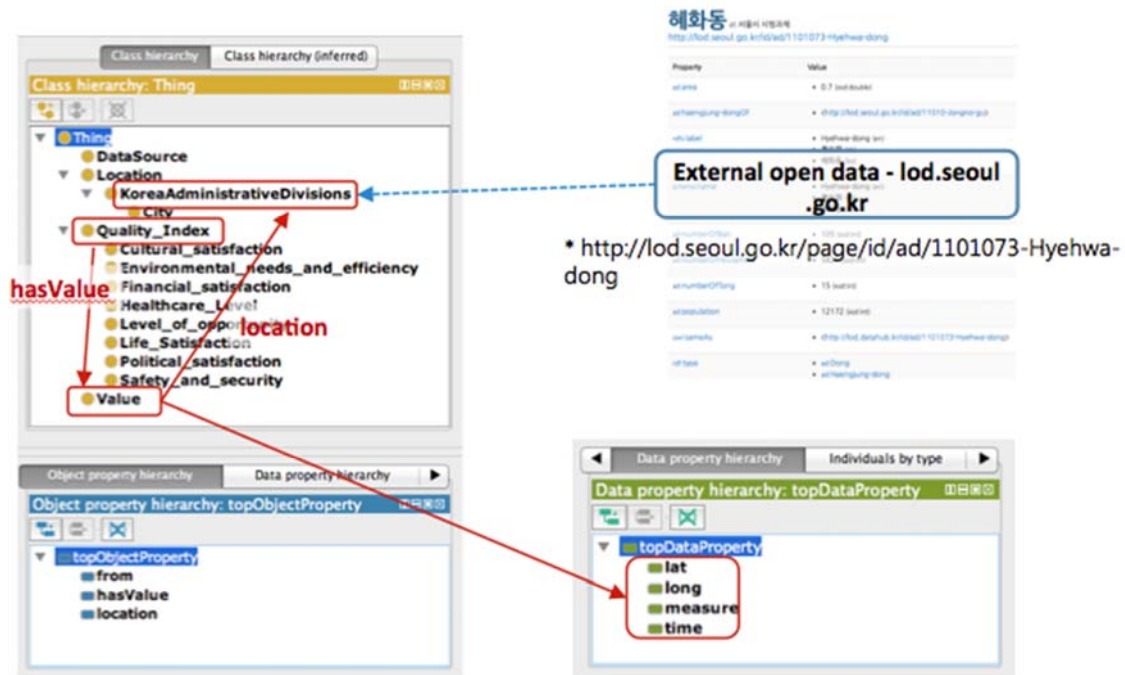 Class hierarchy
Class hierarchy (inferred)
Class hierarchy: Thing
Thing
DataSource
Location
KoreaAdministrativeDivisions
City
Quality_Index
Cultural_satisfaction
Environmental_needs_and_efficiency
Financial_satisfaction
Healthcare_Level
Level_of_opportunity
Life_Satisfaction
Political_satisfaction
Safety_and_security
Value
hasValue
location
Object property hierarchy
Data property hierarchy
Object property hierarchy: topObjectProperty
topObjectProperty
from
hasValue
location
혜화동
http://lod.seoul.go.kr/id/ad/1101073-Hyehwa-dong
Property
Value
External open data - lod.seoul
.go.kr
* http://lod.seoul.go.kr/page/id/ad/1101073-Hyehwa-
dong
Data property hierarchy
Individuals by type
Data property hierarchy: topDataProperty
topDataProperty
lat
long
measure
time